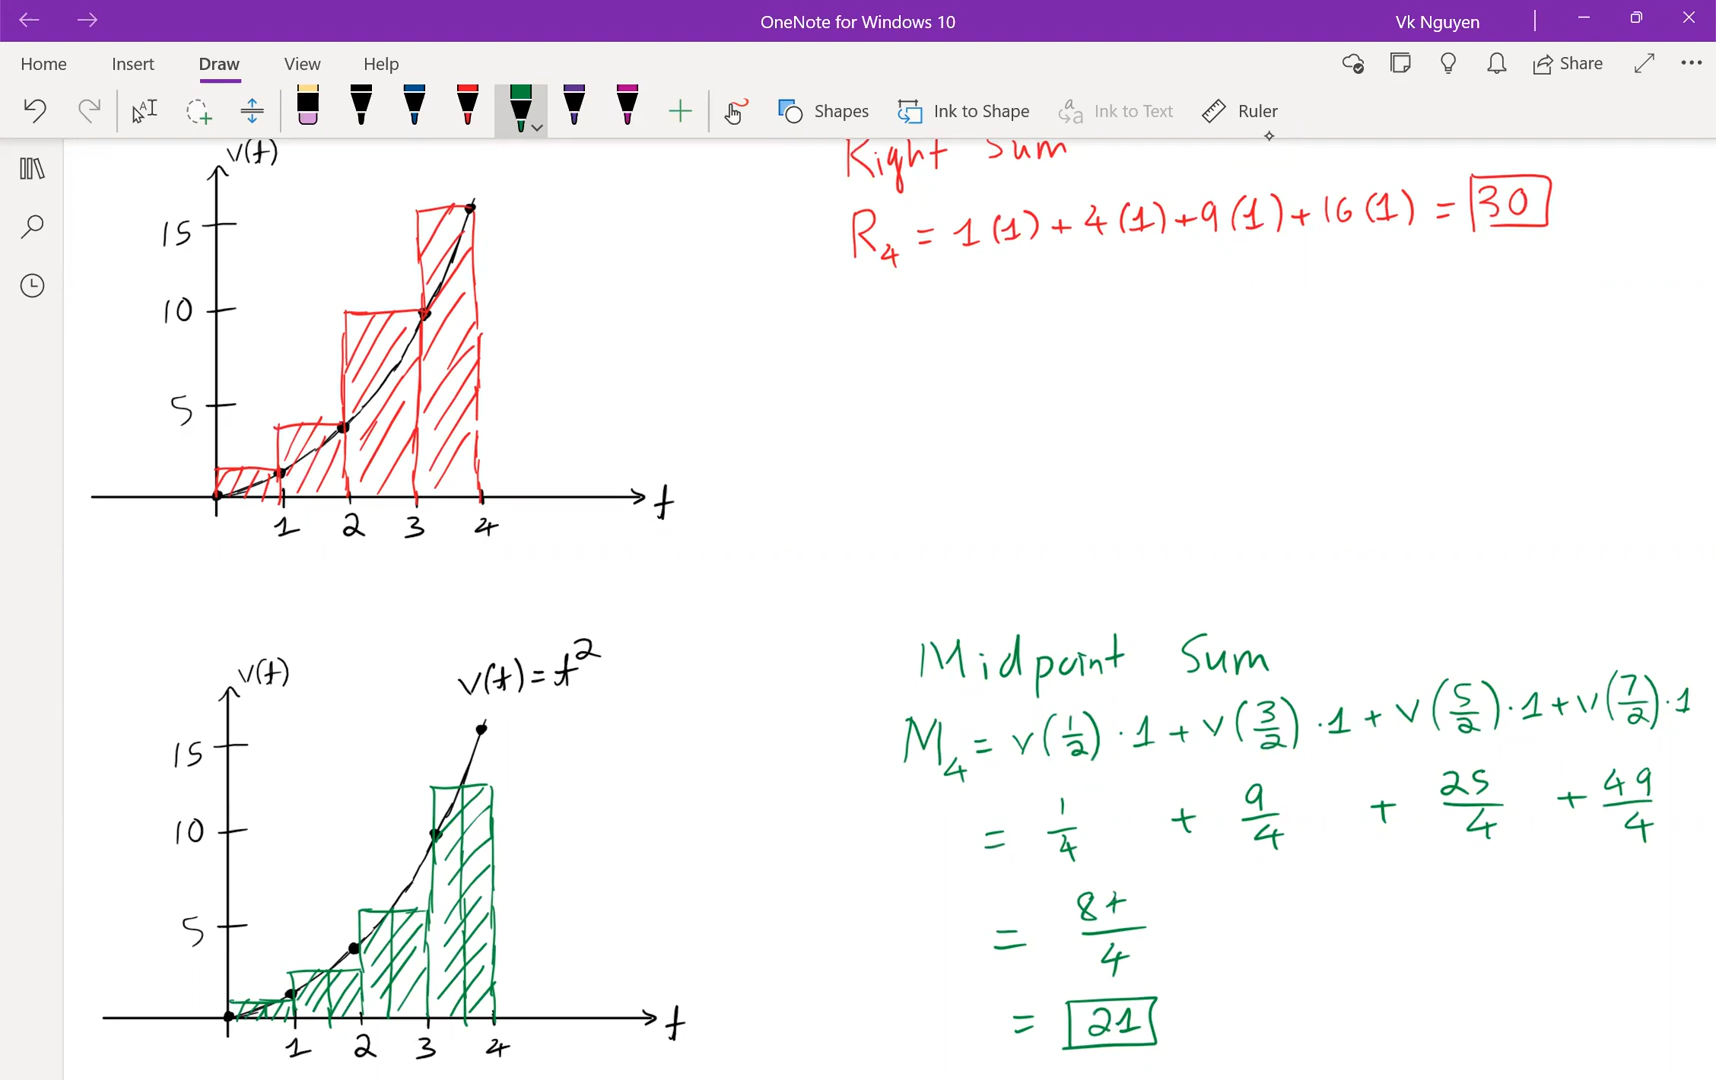 OneNote for Windows 10
Vk Nguyen
Home Insert Draw View Help
Share
Shapes Ink to Shape Ink to Text Ruler
v(t)
15
10
5
1 2 3 4
t
Right Sum
R₄ = 1(1) + 4(1) + 9(1) + 16(1) = 30
v(t)
v(t) = t²
15
10
5
1 2 3 4
t
Midpoint Sum
M₄ = v(1/2) · 1 + v(3/2) · 1 + v(5/2) · 1 + v(7/2) · 1
= 1/4 + 9/4 + 25/4 + 49/4
= 84/4
= 21